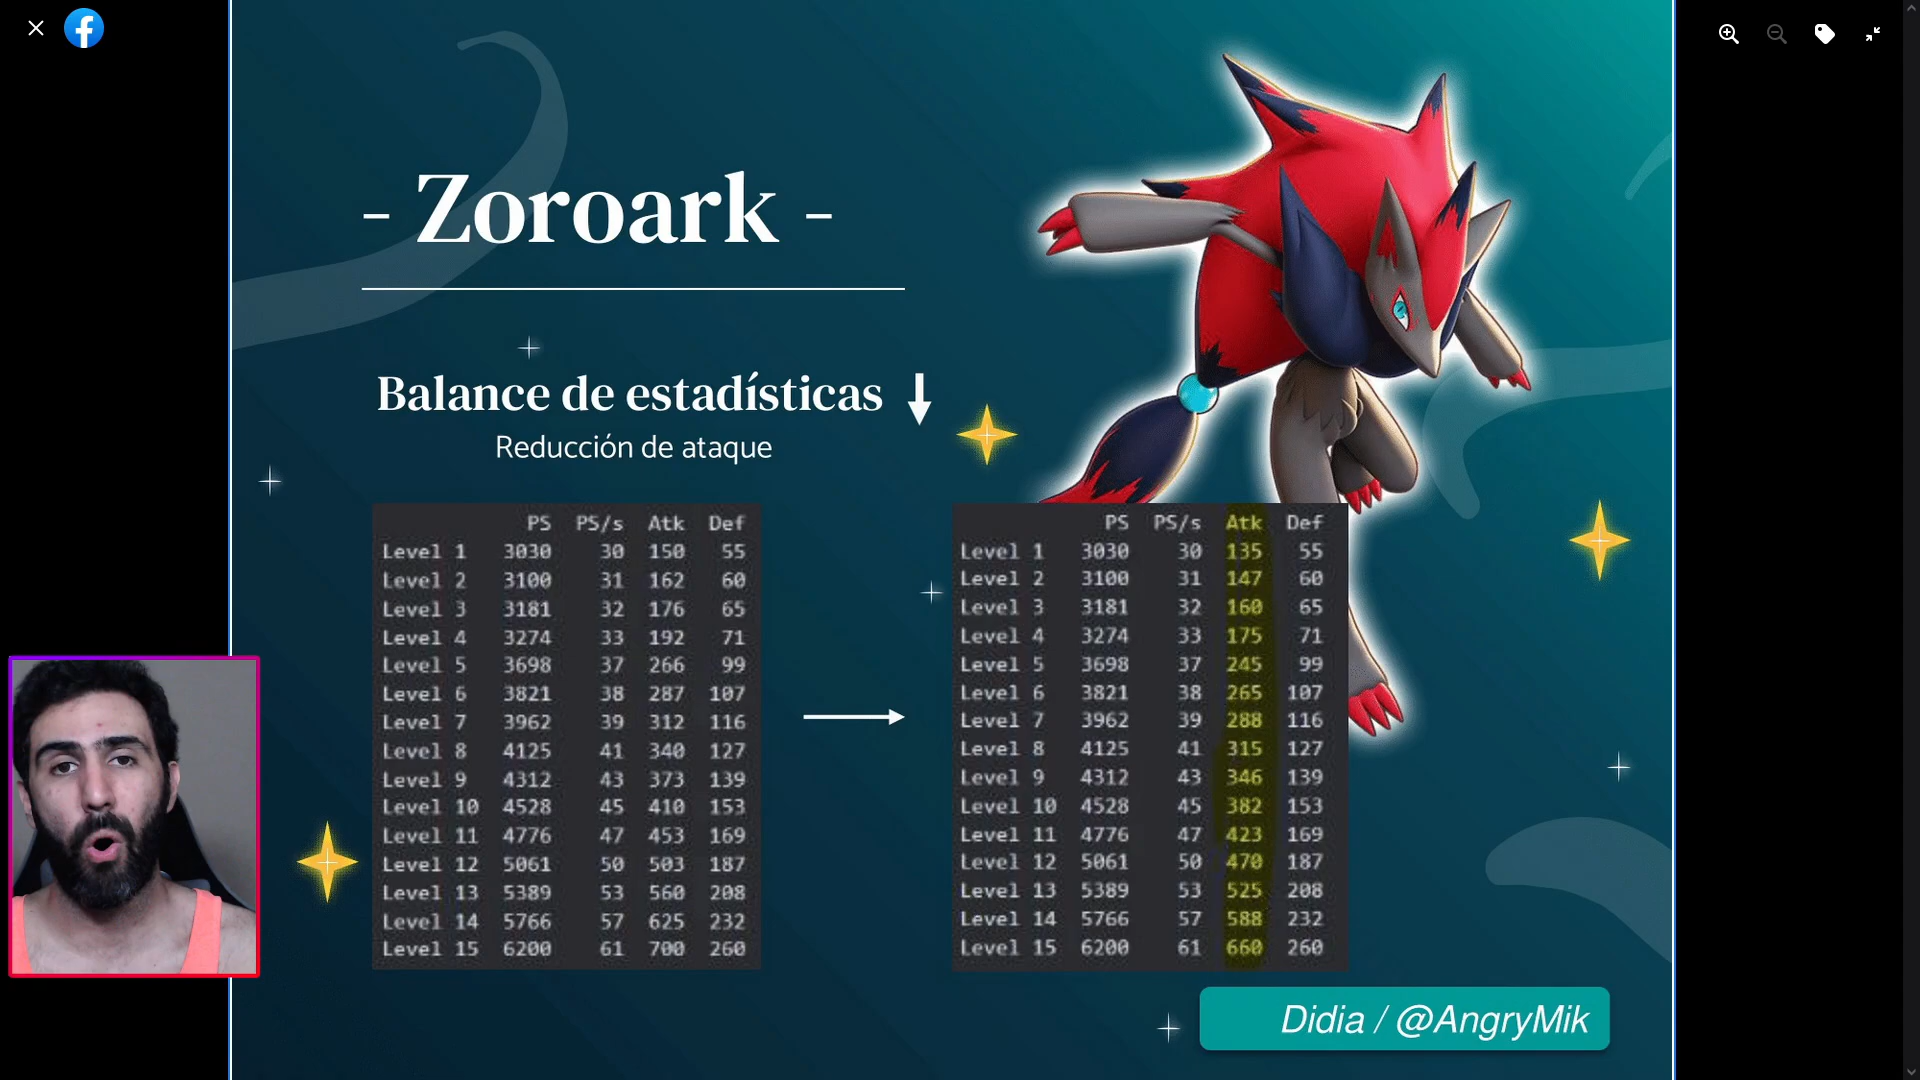 - Zoroark -
Balance de estadísticas
Reducción de ataque
PS PS/s Atk Def
Level 1 3030 30 150 55
Level 2 3100 31 162 60
Level 3 3181 32 176 65
Level 4 3274 33 192 71
Level 5 3698 37 266 99
Level 6 3821 38 287 107
Level 7 3962 39 312 116
Level 8 4125 41 340 127
Level 9 4312 43 373 139
Level 10 4528 45 410 153
Level 11 4776 47 453 169
Level 12 5061 50 503 187
Level 13 5389 53 560 208
Level 14 5766 57 625 232
Level 15 6200 61 700 260
PS PS/s Atk Def
Level 1 3030 30 135 55
Level 2 3100 31 147 60
Level 3 3181 32 160 65
Level 4 3274 33 175 71
Level 5 3698 37 245 99
Level 6 3821 38 265 107
Level 7 3962 39 288 116
Level 8 4125 41 315 127
Level 9 4312 43 346 139
Level 10 4528 45 382 153
Level 11 4776 47 423 169
Level 12 5061 50 470 187
Level 13 5389 53 525 208
Level 14 5766 57 588 232
Level 15 6200 61 660 260
Didia / @AngryMik